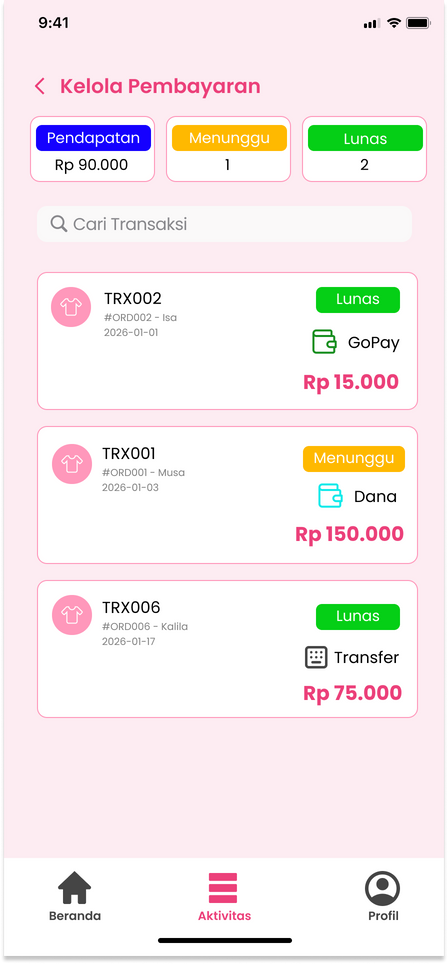 9:41
Kelola Pembayaran
Pendapatan
Rp 90.000
Menunggu
1
Lunas
2
Cari Transaksi
TRX002
#ORD002 - Isa
2026-01-01
Lunas
GoPay
Rp 15.000
TRX001
#ORD001 - Musa
2026-01-03
Menunggu
Dana
Rp 150.000
TRX006
#ORD006 - Kalila
2026-01-17
Lunas
Transfer
Rp 75.000
Beranda
Aktivitas
Profil